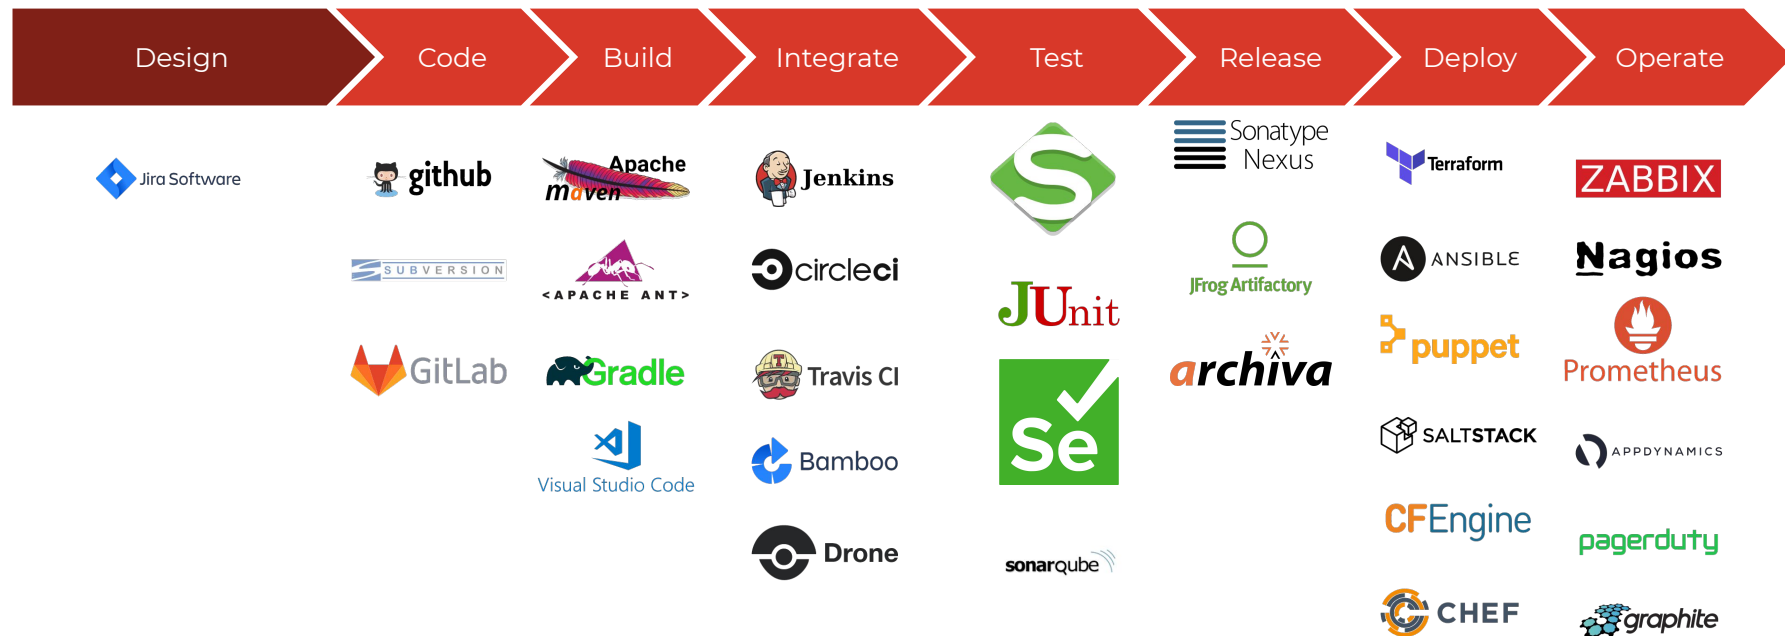 Design
Code
Build
Integrate
Test
Release
Deploy
Operate
Jira Software
github
SUBVERSION
GitLab
Apache
maven
<APACHE ANT>
Gradle
Visual Studio Code
Jenkins
circleci
T
Travis CI
Bamboo
Drone
S
JUnit
Se
sonarqube
Sonatype
Nexus
JFrog Artifactory
archiva
Terraform
A ANSIBLE
puppet
SALTSTACK
CFEngine
CHEF
ZABBIX
Nagios
Prometheus
APPDYNAMICS
pagerduty
graphite